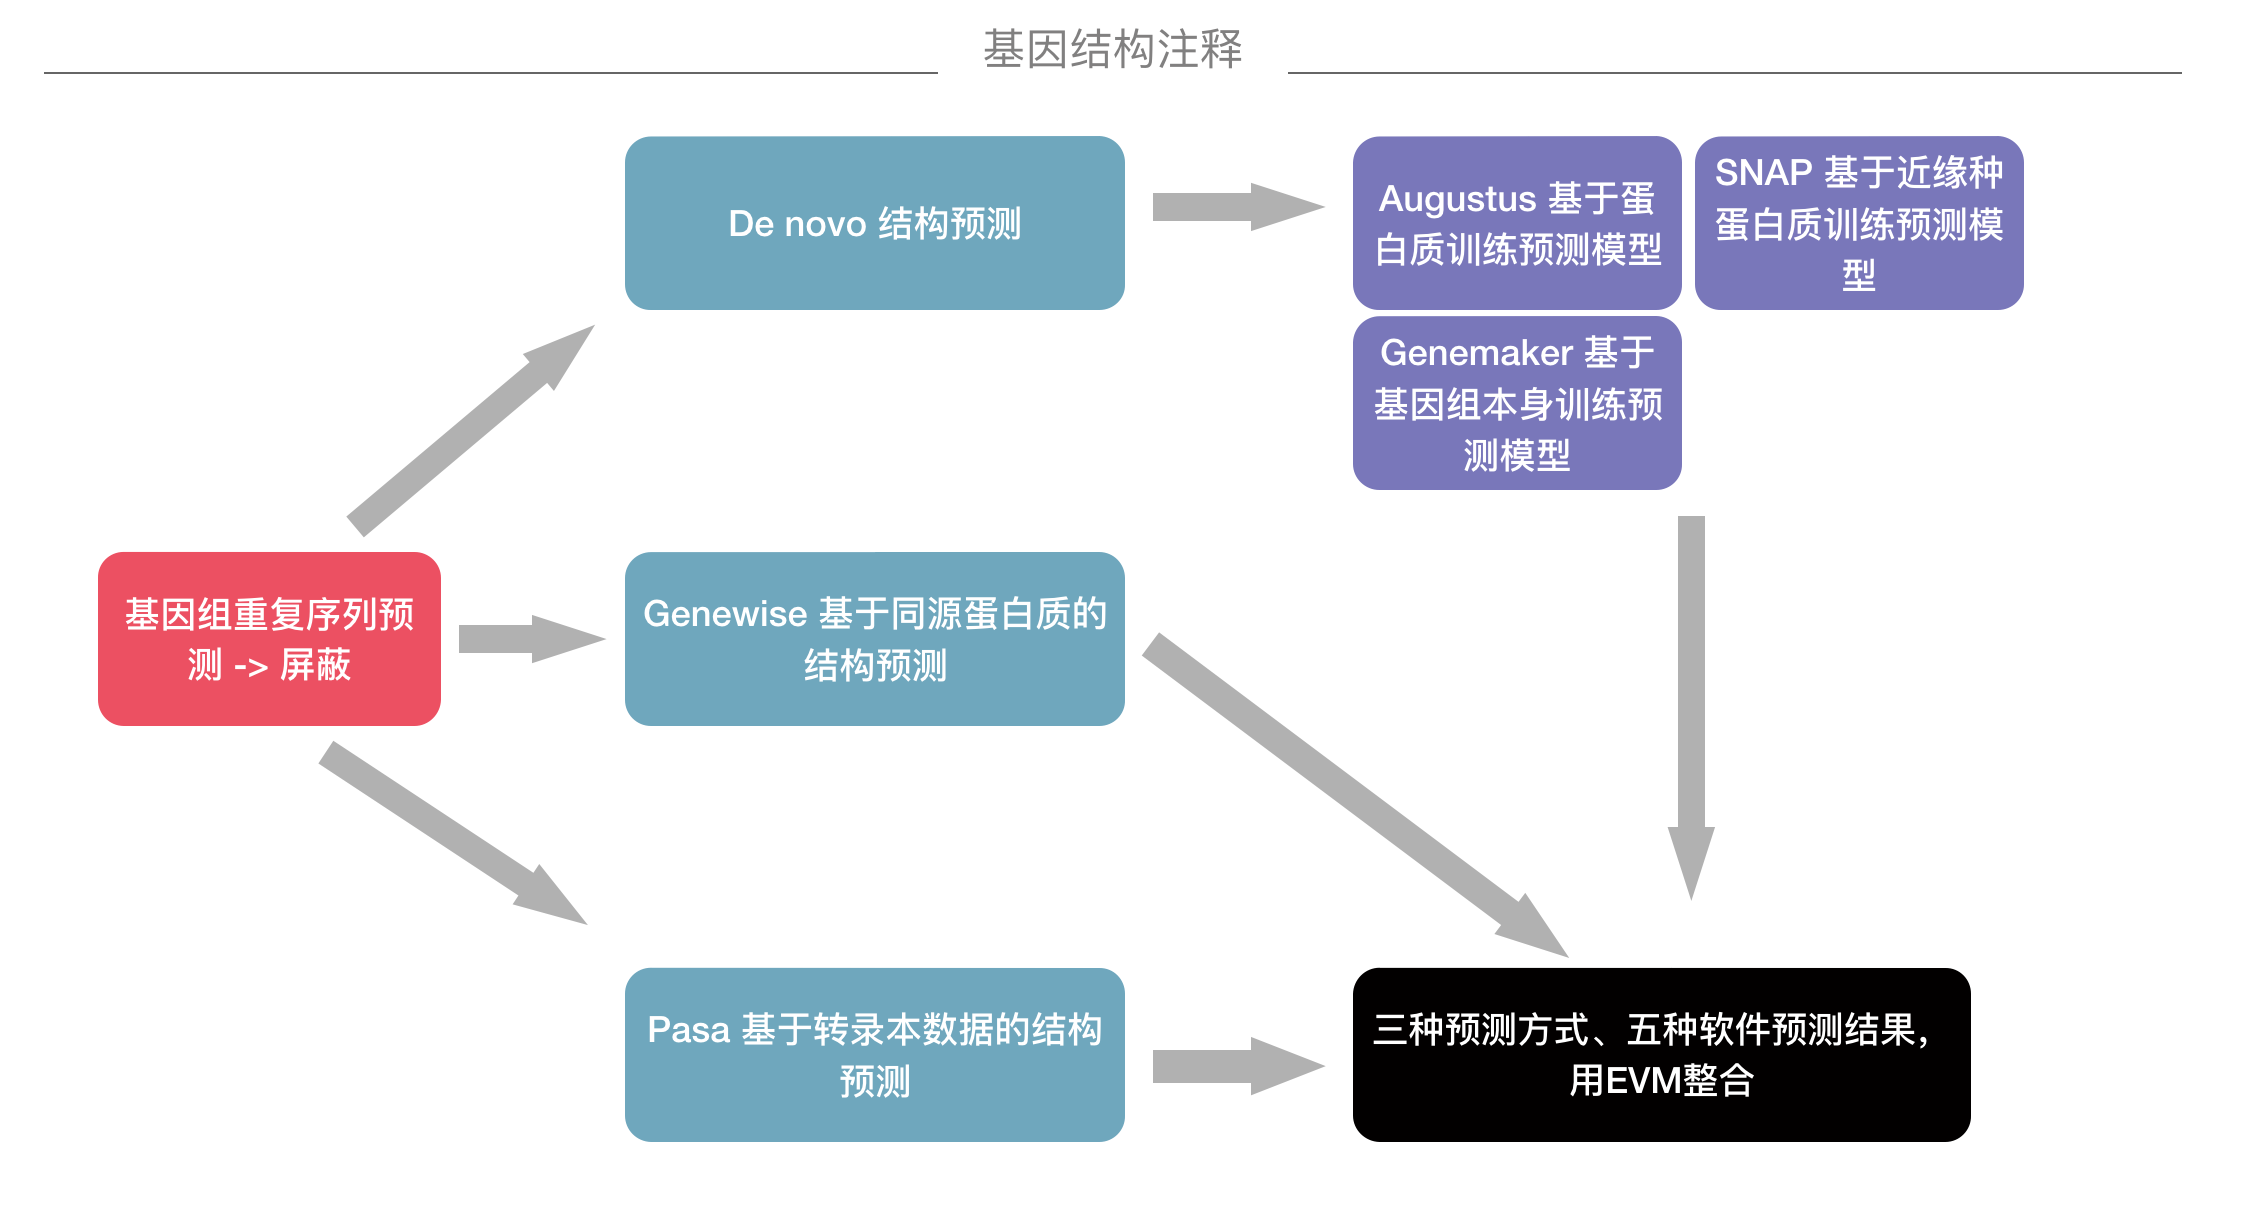 基因结构注释
De novo 结构预测
Augustus 基于蛋
白质训练预测模型
SNAP 基于近缘种
蛋白质训练预测模
型
Genemaker 基于
基因组本身训练预
测模型
基因组重复序列预
测 -> 屏蔽
Genewise 基于同源蛋白质的
结构预测
Pasa 基于转录本数据的结构
预测
三种预测方式、五种软件预测结果，
用EVM整合